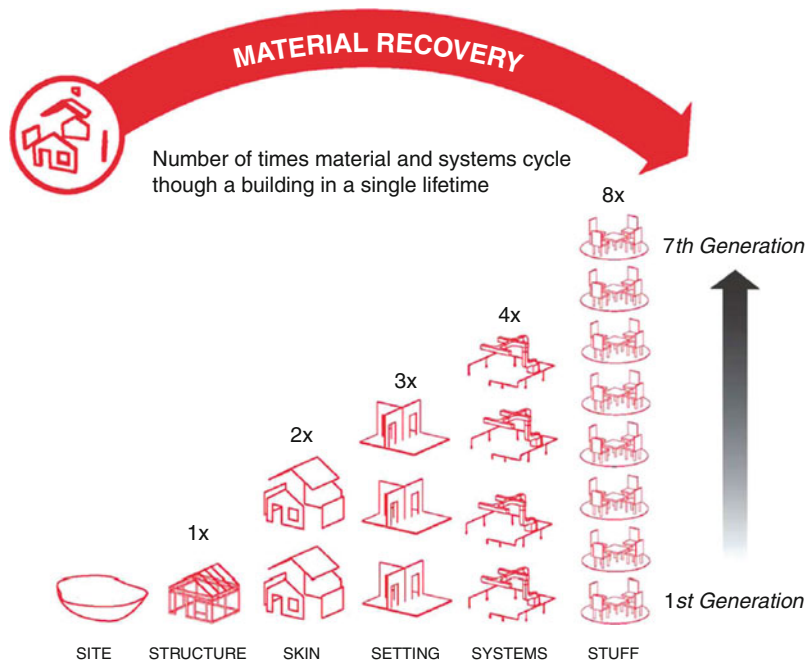 MATERIAL RECOVERY
Number of times material and systems cycle
though a building in a single lifetime
8x
7th Generation
4x
3x
2x
1x
1st Generation
SITE STRUCTURE SKIN SETTING SYSTEMS STUFF